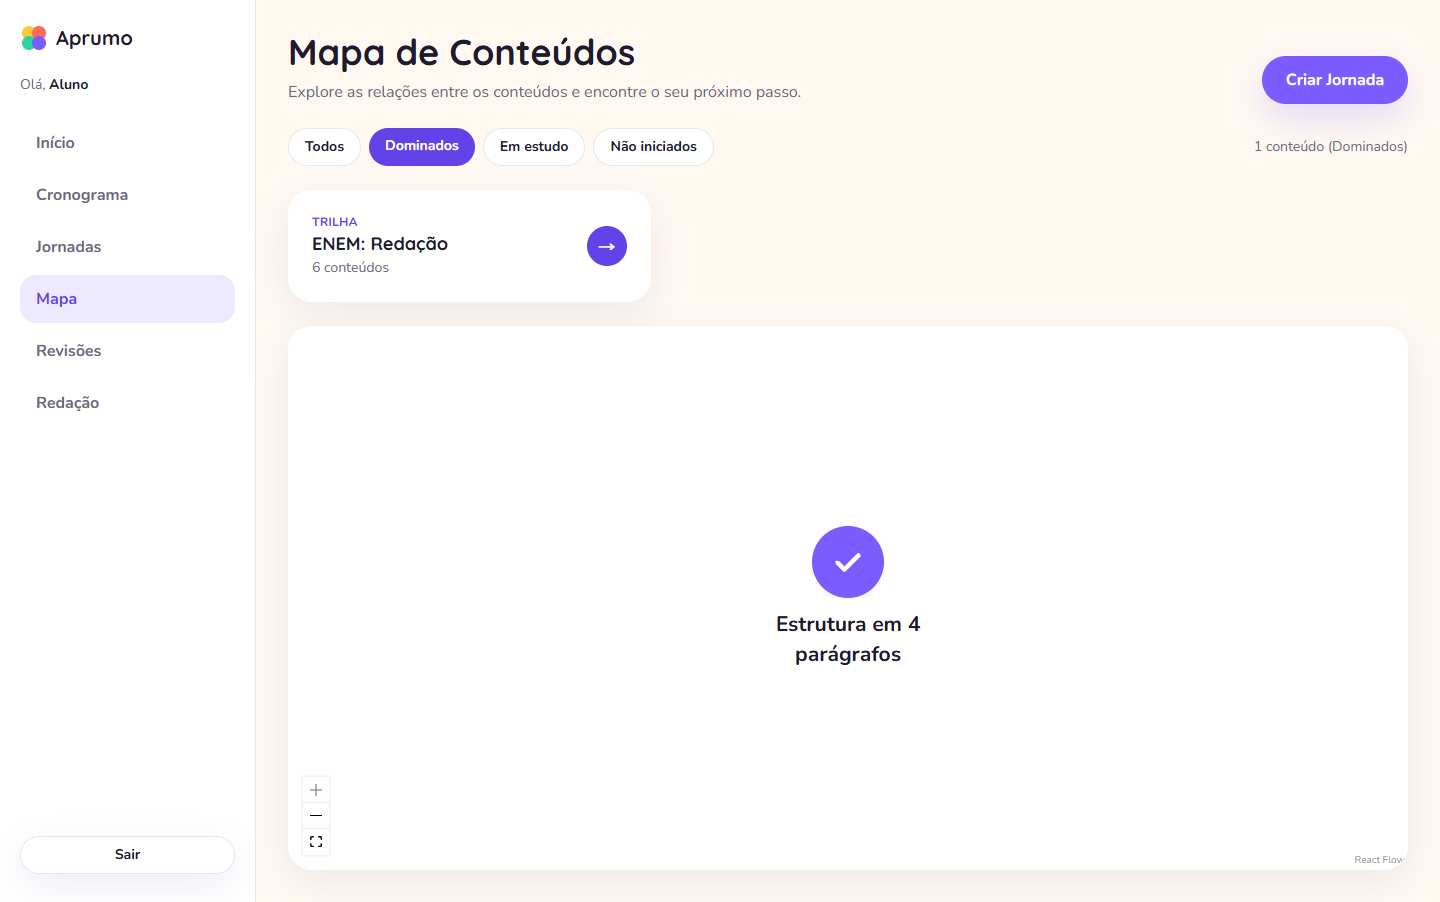 Aprumo
Olá, Aluno
Início
Cronograma
Jornadas
Mapa
Revisões
Redação
Sair
Mapa de Conteúdos
Explore as relações entre os conteúdos e encontre o seu próximo passo.
Criar Jornada
Todos
Dominados
Em estudo
Não iniciados
1 conteúdo (Dominados)
TRILHA
ENEM: Redação
6 conteúdos
Estrutura em 4
parágrafos
React Flow